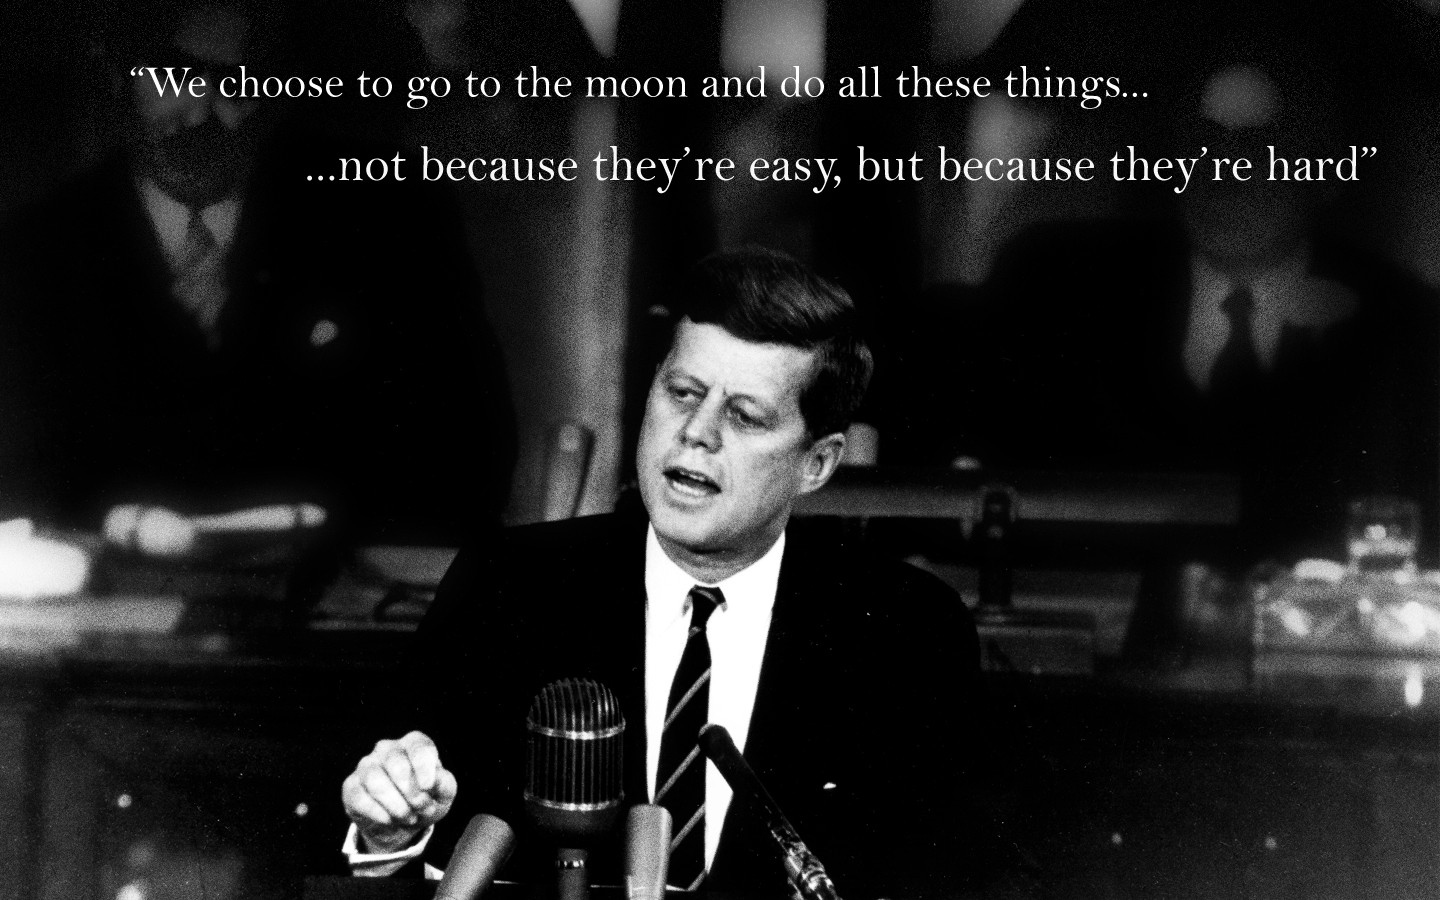 “We choose to go to the moon and do all these things...
...not because they’re easy, but because they’re hard”